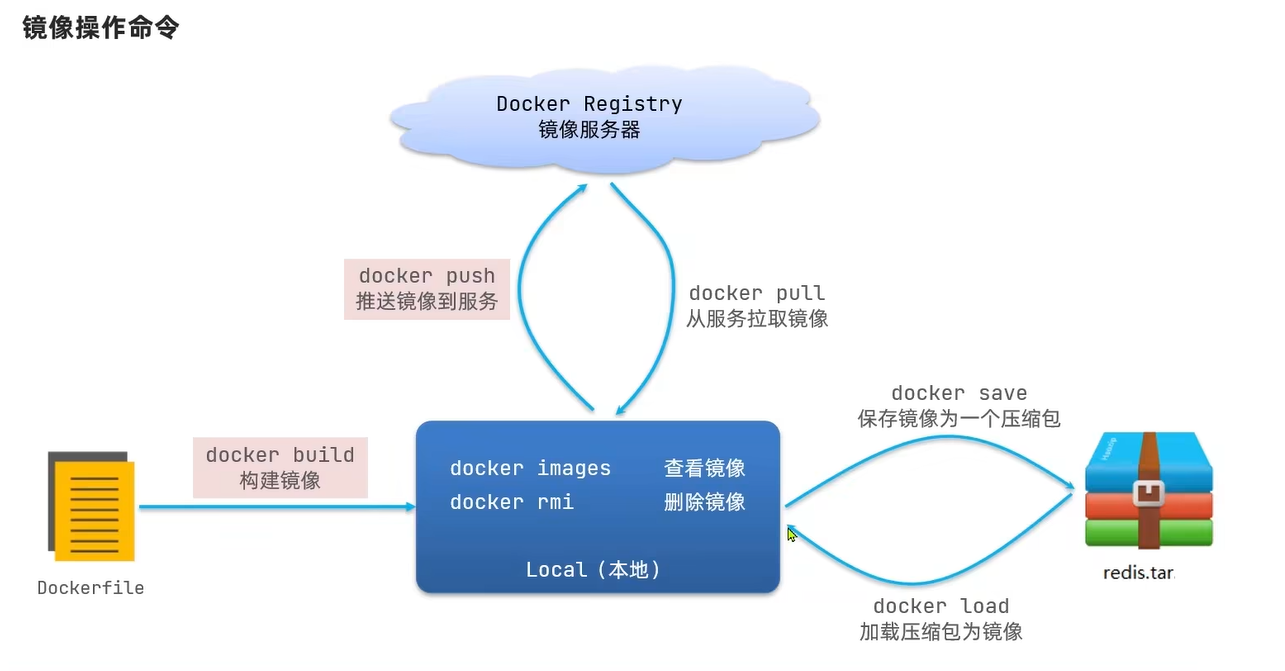 镜像操作命令
Docker Registry
镜像服务器
docker push
推送镜像到服务
docker pull
从服务拉取镜像
docker save
保存镜像为一个压缩包
docker build
构建镜像
docker images 查看镜像
docker rmi 删除镜像
Local（本地）
Dockerfile
redis.tar
docker load
加载压缩包为镜像